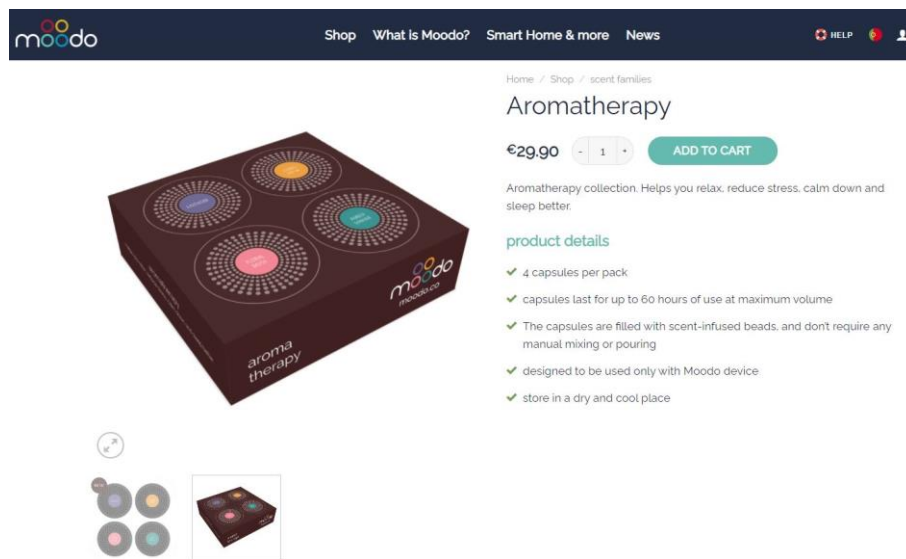 moodo
Shop What is Moodo? Smart Home & more News
HELP
Home / Shop / scent families
Aromatherapy
€29,90 - 1 + ADD TO CART
Aromatherapy collection. Helps you relax, reduce stress, calm down and
sleep better.
product details
4 capsules per pack
capsules last for up to 60 hours of use at maximum volume
The capsules are filled with scent-infused beads, and don't require any
manual mixing or pouring
designed to be used only with Moodo device
store in a dry and cool place
moodo
moodo.co
aroma
therapy